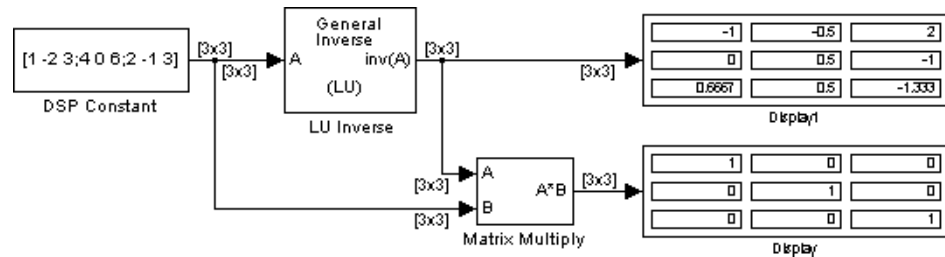 [1 -2 3;4 0 6;2 -1 3]
DSP Constant
[3x3]
[3x3]
General
Inverse
A
inv(A)
(LU)
LU Inverse
[3x3]
[3x3]
-1 -0.5 2
0 0.5 -1
0.6667 0.5 -1.333
Display1
[3x3]
[3x3]
A
B
A*B
Matrix Multiply
[3x3]
1 0 0
0 1 0
0 0 1
Display